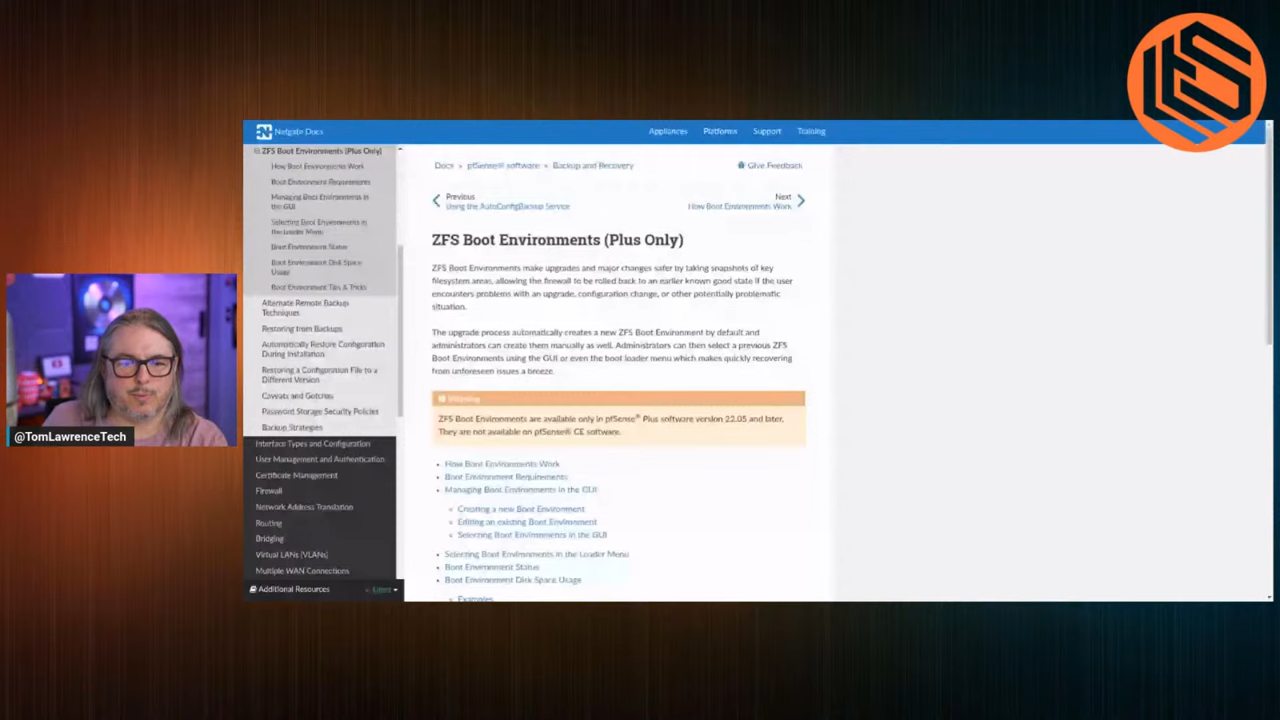 Netgate Docs
Appliances Platforms Support Training
ZFS Boot Environments (Plus Only)
How Boot Environments Work
Boot Environment Requirements
Managing Boot Environments in
the GUI
Selecting Boot Environments in
the Loader Menu
Boot Environment Status
Boot Environment Disk Space
Usage
Boot Environment Tips & Tricks
Alternate Remote Backup
Techniques
Restoring from Backups
Automatically Restore Configuration
During Installation
Restoring a Configuration File to a
Different Version
Caveats and Gotchas
Password Storage Security Policies
Backup Strategies
Interface Types and Configuration
User Management and Authentication
Certificate Management
Firewall
Network Address Translation
Routing
Bridging
Virtual LANs (VLANs)
Multiple WAN Connections
Additional Resources
Latest
Docs » pfSense® software » Backup and Recovery
Give Feedback
Previous
Using the AutoConfigBackup Service
Next
How Boot Environments Work
ZFS Boot Environments (Plus Only)
ZFS Boot Environments make upgrades and major changes safer by taking snapshots of key
filesystem areas, allowing the firewall to be rolled back to an earlier known good state if the user
encounters problems with an upgrade, configuration change, or other potentially problematic
situation.
The upgrade process automatically creates a new ZFS Boot Environment by default and
administrators can create them manually as well. Administrators can then select a previous ZFS
Boot Environments using the GUI or even the boot loader menu which makes quickly recovering
from unforeseen issues a breeze.
Warning
ZFS Boot Environments are available only in pfSense® Plus software version 22.05 and later.
They are not available on pfSense® CE software.
How Boot Environments Work
Boot Environment Requirements
Managing Boot Environments in the GUI
Creating a new Boot Environment
Editing an existing Boot Environment
Selecting Boot Environments in the GUI
Selecting Boot Environments in the Loader Menu
Boot Environment Status
Boot Environment Disk Space Usage
Examples
@TomLawrenceTech